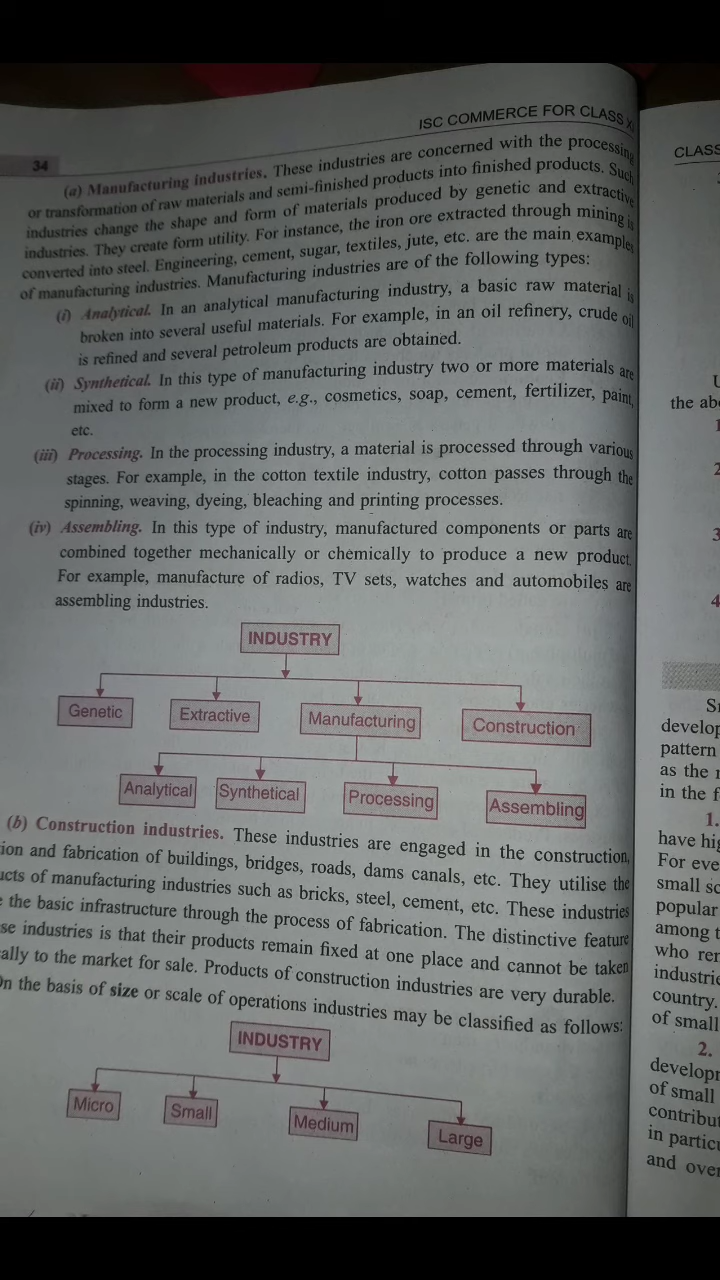 ISC COMMERCE FOR CLASS
34
(a) Manufacturing industries. These industries are concerned with the processing
or transformation of raw materials and semi-finished products into finished products. Such
industries change the shape and form of materials produced by genetic and extractive
industries. They create form utility. For instance, the iron ore extracted through mining is
converted into steel. Engineering, cement, sugar, textiles, jute, etc. are the main examples
of manufacturing industries. Manufacturing industries are of the following types:
(i) Analytical. In an analytical manufacturing industry, a basic raw material is
broken into several useful materials. For example, in an oil refinery, crude oil
is refined and several petroleum products are obtained.
(ii) Synthetical. In this type of manufacturing industry two or more materials are
mixed to form a new product, e.g., cosmetics, soap, cement, fertilizer, paint,
etc.
(iii) Processing. In the processing industry, a material is processed through various
stages. For example, in the cotton textile industry, cotton passes through the
spinning, weaving, dyeing, bleaching and printing processes.
(iv) Assembling. In this type of industry, manufactured components or parts are
combined together mechanically or chemically to produce a new product.
For example, manufacture of radios, TV sets, watches and automobiles are
assembling industries.
INDUSTRY
Genetic Extractive Manufacturing Construction
Analytical Synthetical Processing Assembling
(b) Construction industries. These industries are engaged in the construction,
ion and fabrication of buildings, bridges, roads, dams canals, etc. They utilise the
ucts of manufacturing industries such as bricks, steel, cement, etc. These industries
the basic infrastructure through the process of fabrication. The distinctive feature
se industries is that their products remain fixed at one place and cannot be taken
ally to the market for sale. Products of construction industries are very durable.
On the basis of size or scale of operations industries may be classified as follows:
INDUSTRY
Micro Small Medium Large
CLASS
the ab
2
3
4
develop
pattern
as the
in the f
1.
have hig
For eve
small sc
popular
among t
who ren
industrie
country.
of small
2.
develop
of small
contribut
in particu
and over